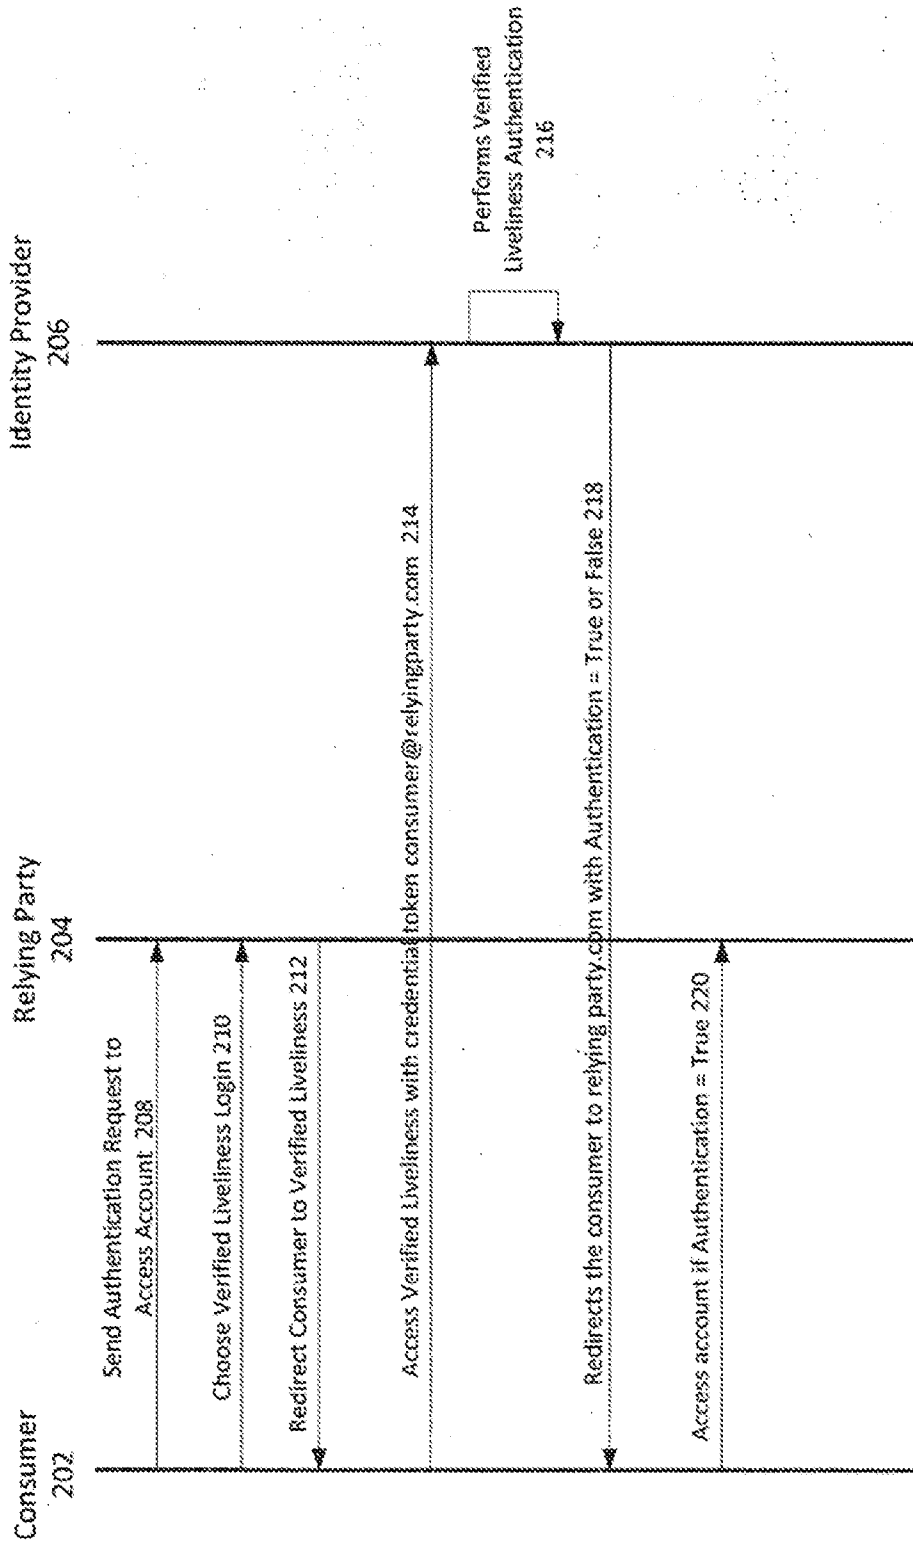 Consumer
202
Relying Party
204
Identity Provider
206
Send Authentication Request to
Access Account 208
Choose Verified Liveliness Login 210
Redirect Consumer to Verified Liveliness 212
Access Verified Liveliness with credential token consumer@relyingparty.com 214
Performs Verified
Liveliness Authentication
216
Redirects the consumer to relying party.com with Authentication = True or False 218
Access account if Authentication = True 220